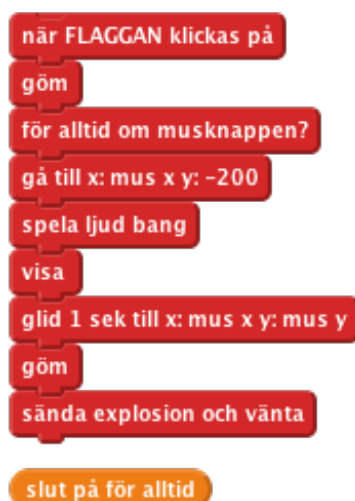 när FLAGGAN klickas på
göm
för alltid om musknappen?
gå till x: mus x y: -200
spela ljud bang
visa
glid 1 sek till x: mus x y: mus y
göm
sända explosion och vänta
slut på för alltid